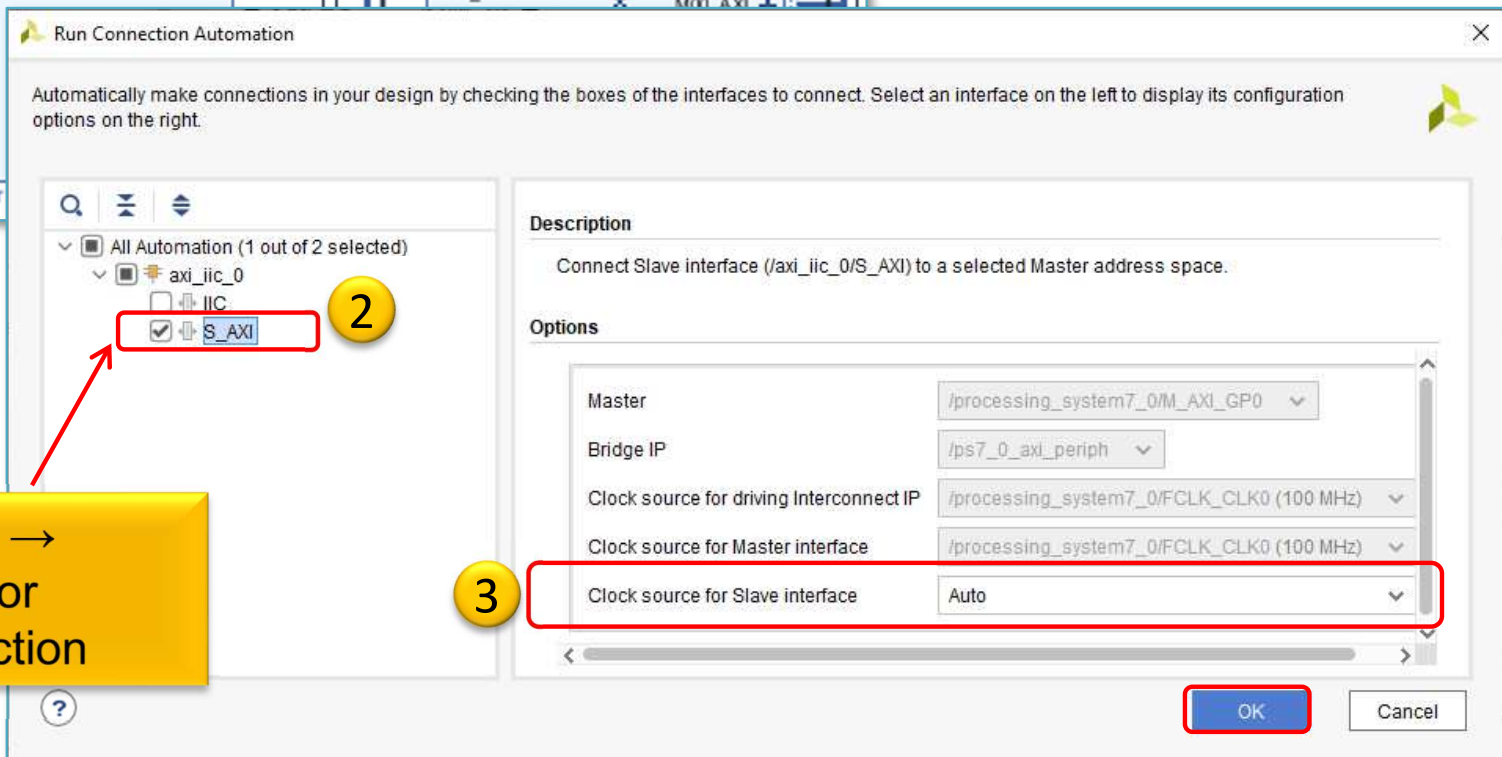 M01_AXI
Run Connection Automation
Automatically make connections in your design by checking the boxes of the interfaces to connect. Select an interface on the left to display its configuration
options on the right.
All Automation (1 out of 2 selected)
axi_iic_0
IIC
S_AXI
2
→
or
ction
Description
Connect Slave interface (/axi_iic_0/S_AXI) to a selected Master address space.
Options
Master /processing_system7_0/M_AXI_GP0
Bridge IP /ps7_0_axi_periph
Clock source for driving Interconnect IP /processing_system7_0/FCLK_CLK0 (100 MHz)
Clock source for Master interface /processing_system7_0/FCLK_CLK0 (100 MHz)
3
Clock source for Slave interface Auto
?
OK Cancel